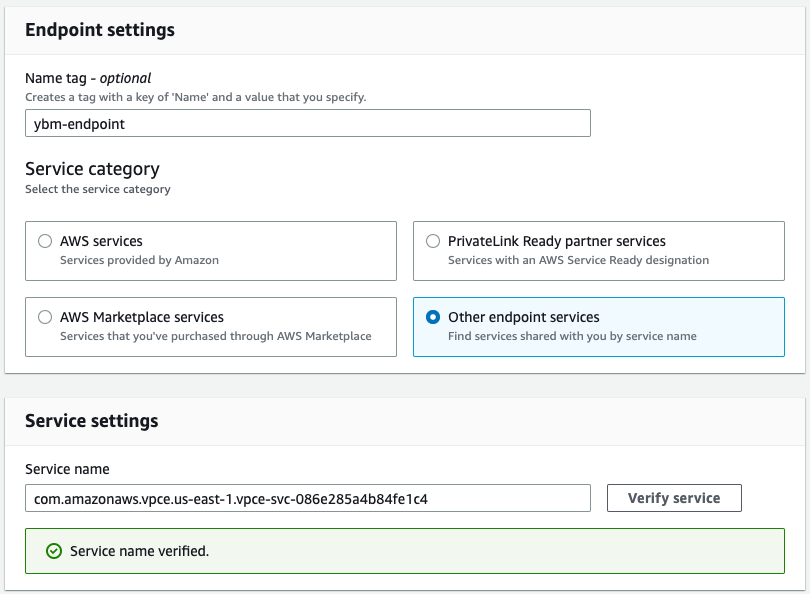 Endpoint settings
Name tag - optional
Creates a tag with a key of 'Name' and a value that you specify.
ybm-endpoint
Service category
Select the service category
AWS services
Services provided by Amazon
PrivateLink Ready partner services
Services with an AWS Service Ready designation
AWS Marketplace services
Services that you've purchased through AWS Marketplace
Other endpoint services
Find services shared with you by service name
Service settings
Service name
com.amazonaws.vpce.us-east-1.vpce-svc-086e285a4b84fe1c4
Verify service
Service name verified.